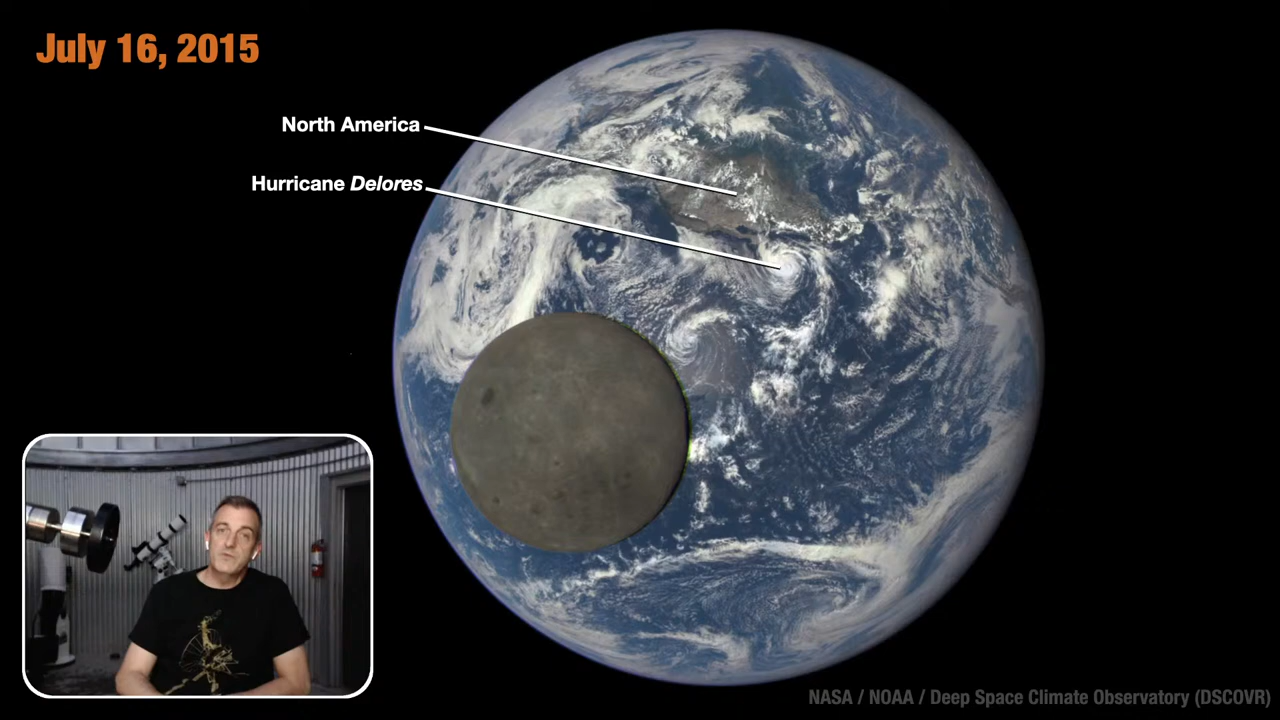 July 16, 2015
North America
Hurricane Delores
NASA / NOAA / Deep Space Climate Observatory (DSCOVR)